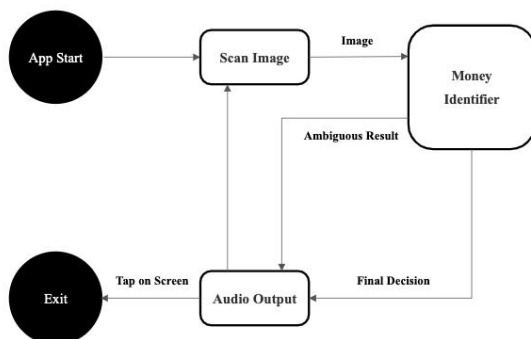 App Start
Scan Image
Image
Money
Identifier
Ambiguous Result
Exit
Tap on Screen
Audio Output
Final Decision